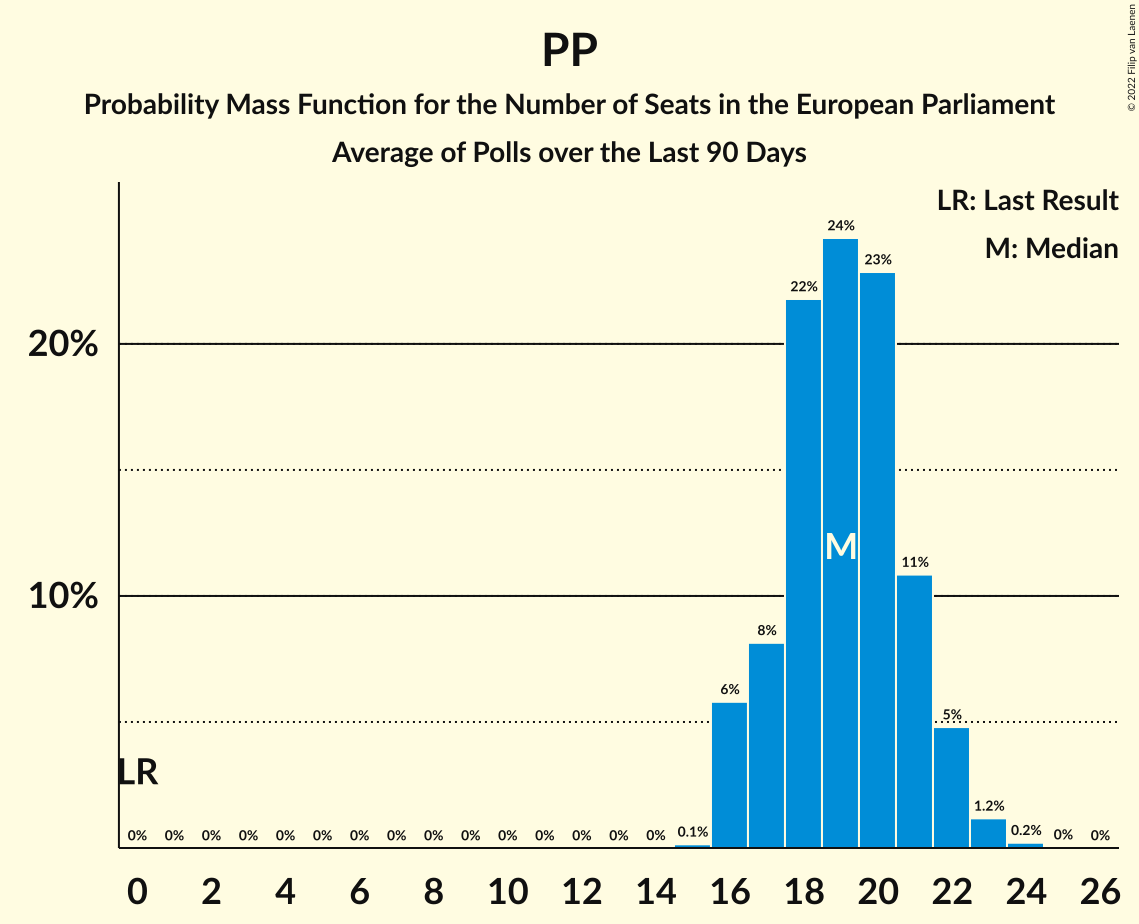 © 2022 Filip van Laenen
PP
Probability Mass Function for the Number of Seats in the European Parliament
Average of Polls over the Last 90 Days
LR: Last Result
M: Median
20%
10%
0% 0% 0% 0% 0% 0% 0% 0% 0% 0% 0% 0% 0% 0% 0% 0.1% 6% 8% 22% 24% 23% 11% 5% 1.2% 0.2% 0% 0%
M
LR
0 2 4 6 8 10 12 14 16 18 20 22 24 26